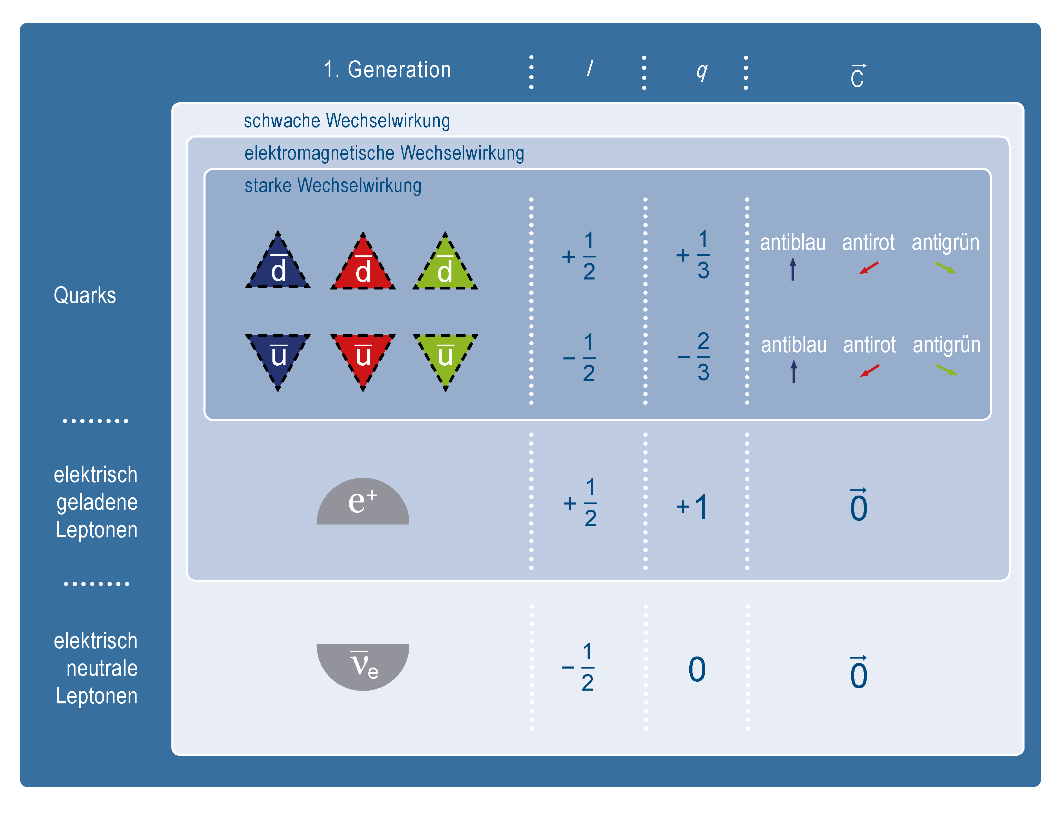 1. Generation I q C⃗
schwache Wechselwirkung
elektromagnetische Wechselwirkung
starke Wechselwirkung
Quarks
d̅ d̅ d̅ + 1/2 + 1/3 antiblau antirot antigrün
u̅ u̅ u̅ − 1/2 − 2/3 antiblau antirot antigrün
elektrisch
geladene
Leptonen
e⁺ + 1/2 +1 0⃗
elektrisch
neutrale
Leptonen
ν̅e − 1/2 0 0⃗